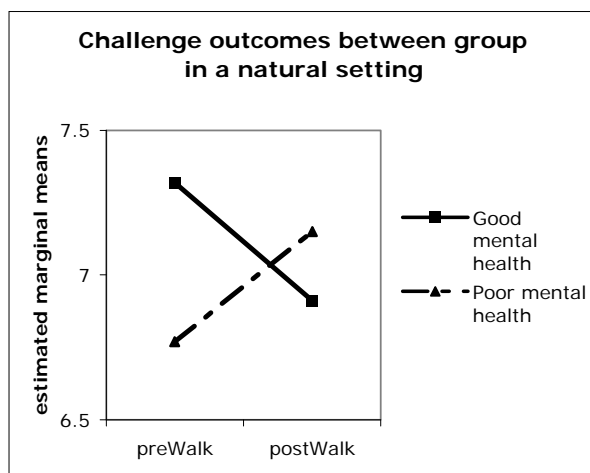 Challenge outcomes between group
in a natural setting
estimated marginal means
7.5
7
6.5
preWalk
postWalk
Good
mental
health
Poor mental
health